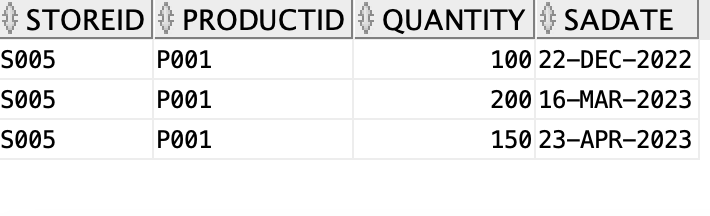 STOREID PRODUCTID QUANTITY SADATE
S005 P001 100 22-DEC-2022
S005 P001 200 16-MAR-2023
S005 P001 150 23-APR-2023